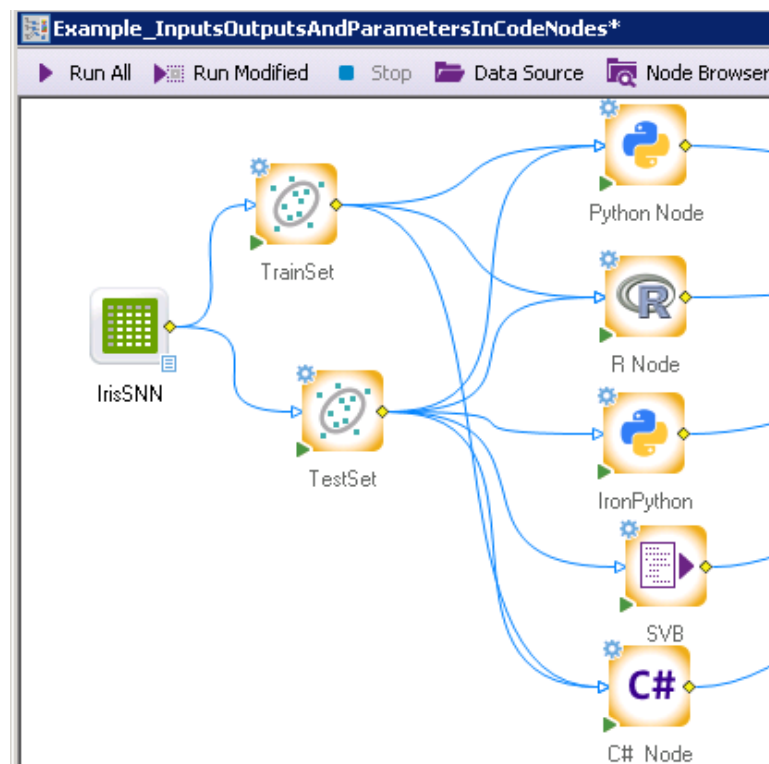 Example_InputsOutputsAndParametersInCodeNodes*
Run All Run Modified Stop Data Source Node Browser
Python Node
TrainSet
R
R Node
IrisSNN
TestSet
IronPython
SVB
C#
C# Node